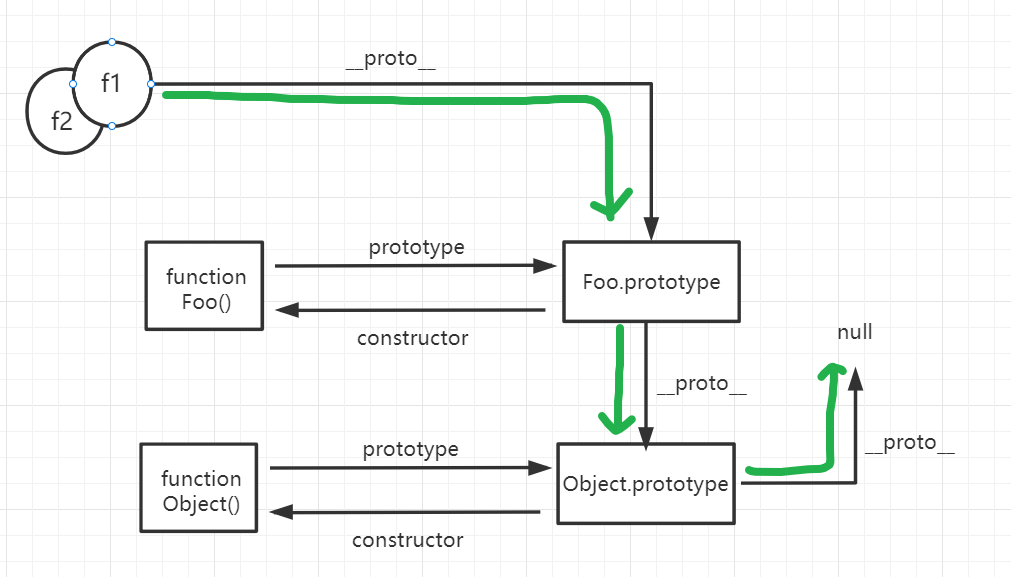 __proto__
f1
f2
prototype
function
Foo()
Foo.prototype
constructor
null
__proto__
prototype
__proto__
function
Object()
Object.prototype
constructor